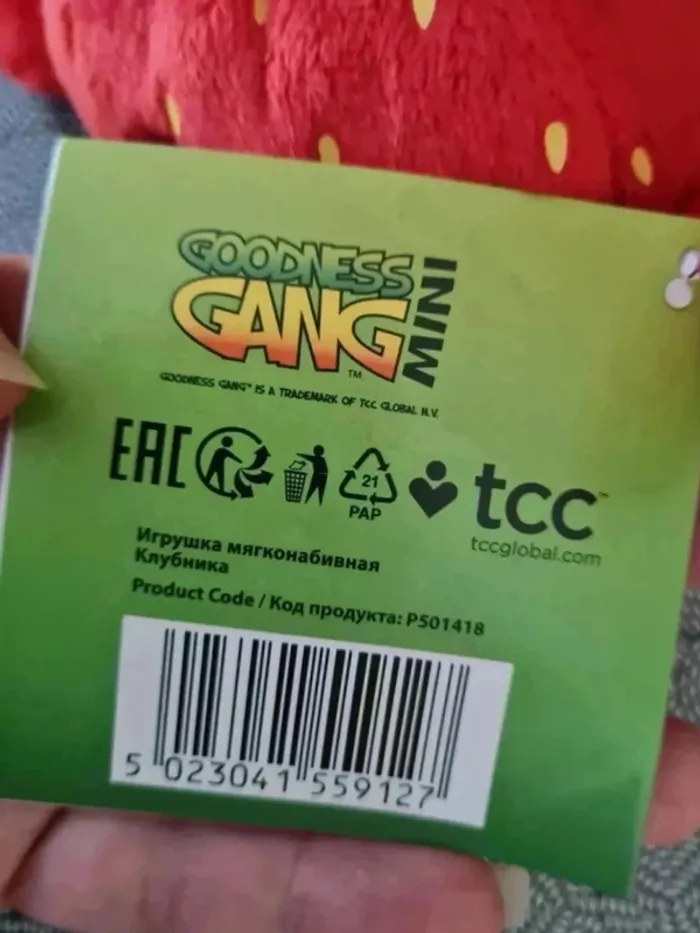 GOODNESS
GANG MINI
™
GOODNESS GANG™ IS A TRADEMARK OF TCC GLOBAL N.V.
EAC
21
PAP
tcc™
tccglobal.com
Игрушка мягконабивная
Клубника
Product Code / Код продукта: P501418
5 023041 559127